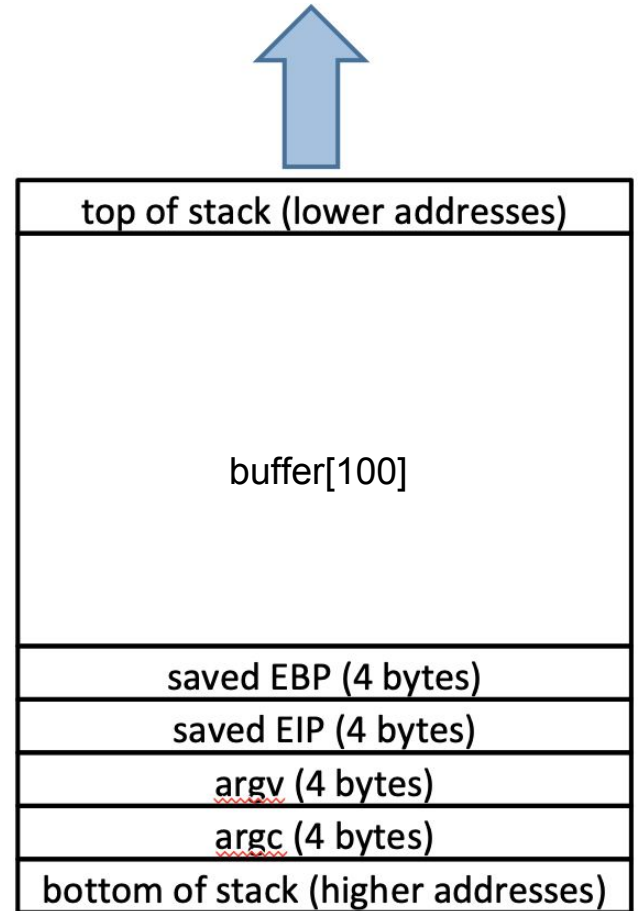 top of stack (lower addresses)
buffer[100]
saved EBP (4 bytes)
saved EIP (4 bytes)
argv (4 bytes)
argc (4 bytes)
bottom of stack (higher addresses)